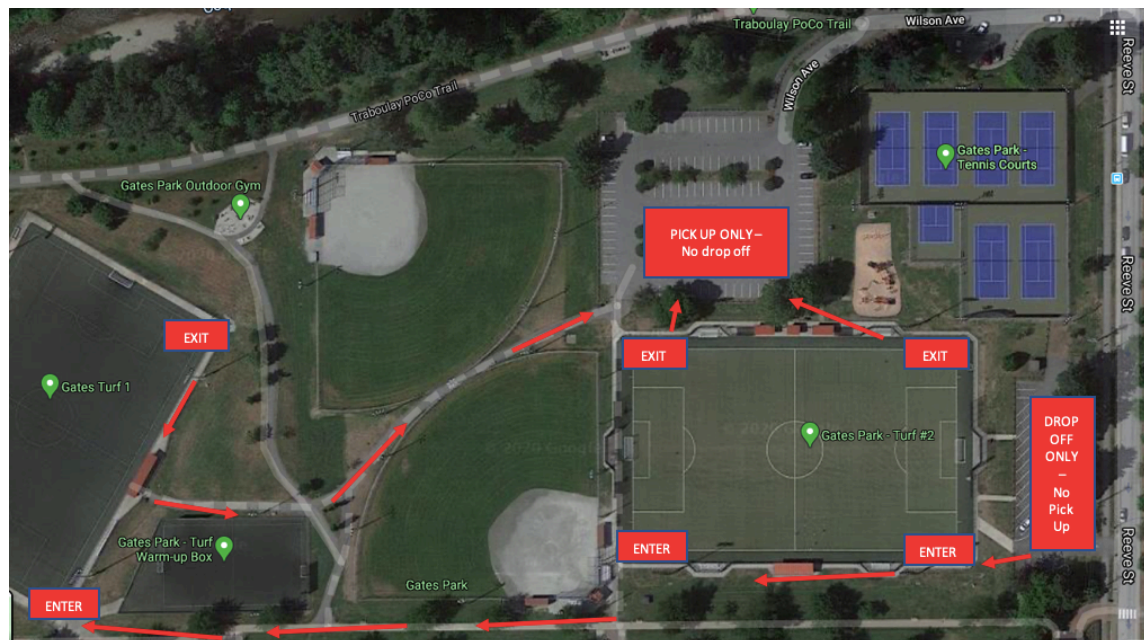 Traboulay PoCo Trail
Wilson Ave
Reeve St
Wilson Ave
Traboulay PoCo Trail
Gates Park -
Tennis Courts
Gates Park Outdoor Gym
PICK UP ONLY –
No drop off
Reeve St
EXIT
EXIT
EXIT
Gates Turf 1
DROP
OFF
ONLY
–
No
Pick
Up
Gates Park - Turf #2
Gates Park - Turf
Warm-up Box
ENTER
ENTER
Reeve St
Gates Park
ENTER